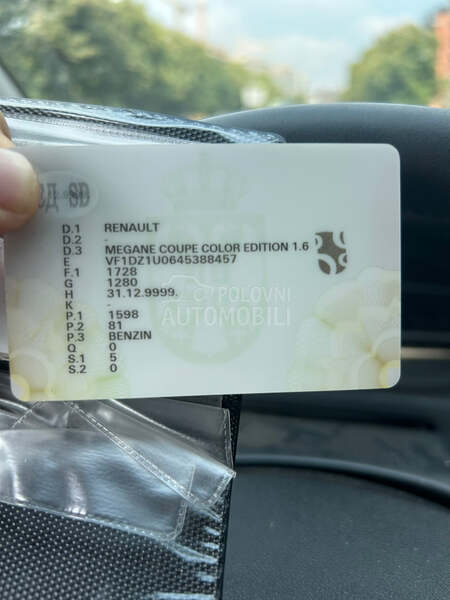 SD
D.1 RENAULT
D.2 -
D.3 MEGANE COUPE COLOR EDITION 1.6
E VF1DZ1U0645388457
F.1 1728
G 1280
H 31.12.9999.
K -
P.1 1598
P.2 81
P.3 BENZIN
Q 0
S.1 5
S.2 0
POLOVNI
AUTOMOBILI